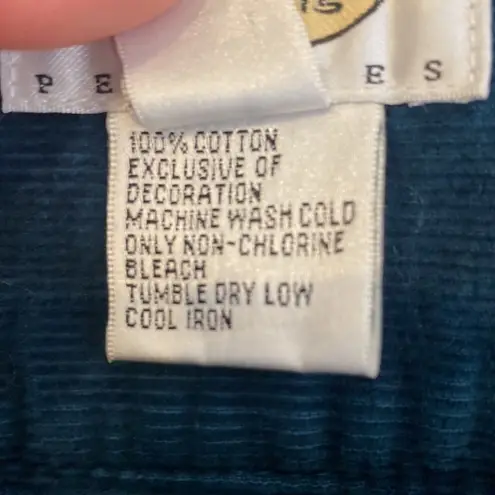 P E E S
100% COTTON
EXCLUSIVE OF
DECORATION
MACHINE WASH COLD
ONLY NON-CHLORINE
BLEACH
TUMBLE DRY LOW
COOL IRON